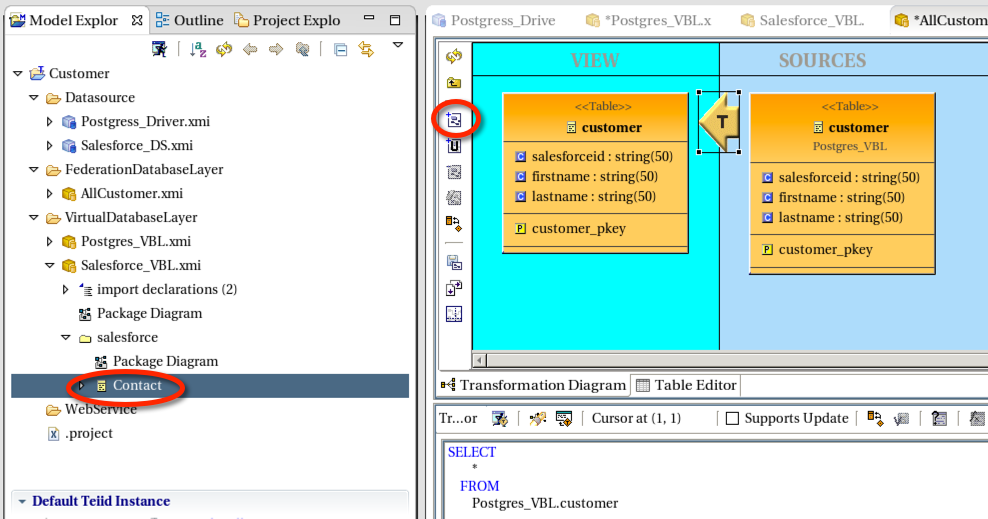 Model Explor
Outline
Project Explo
Customer
Datasource
Postgress_Driver.xmi
Salesforce_DS.xmi
FederationDatabaseLayer
AllCustomer.xmi
VirtualDatabaseLayer
Postgres_VBL.xmi
Salesforce_VBL.xmi
import declarations (2)
Package Diagram
salesforce
Package Diagram
Contact
WebService
.project
Default Teiid Instance
Postgress_Drive
*Postgres_VBL.x
Salesforce_VBL.
*AllCustom
VIEW
SOURCES
<<Table>>
customer
salesforceid : string(50)
firstname : string(50)
lastname : string(50)
customer_pkey
T
<<Table>>
customer
Postgres_VBL
salesforceid : string(50)
firstname : string(50)
lastname : string(50)
customer_pkey
Transformation Diagram
Table Editor
Tr...or
Cursor at (1, 1)
Supports Update
SELECT
*
FROM
Postgres_VBL.customer